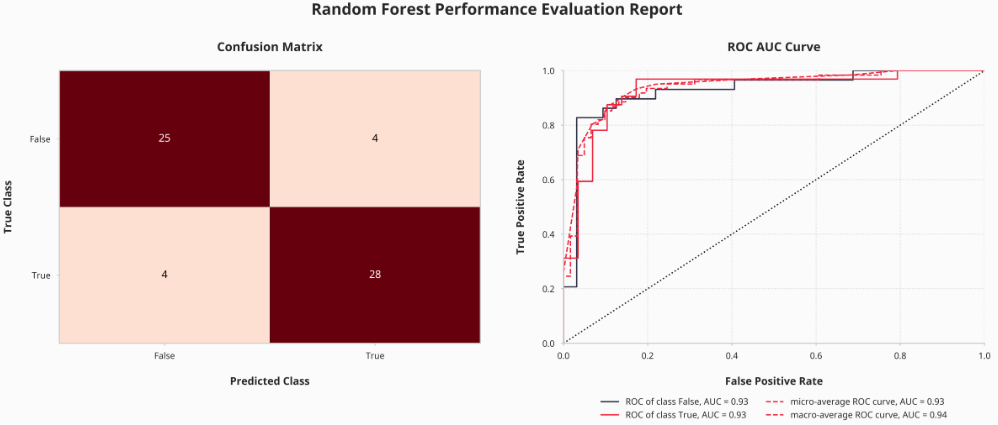 Random Forest Performance Evaluation Report
Confusion Matrix
True Class
False
True
25
4
4
28
False
True
Predicted Class
ROC AUC Curve
True Positive Rate
1.0
0.8
0.6
0.4
0.2
0.0
0.0
0.2
0.4
0.6
0.8
1.0
False Positive Rate
ROC of class False, AUC = 0.93
ROC of class True, AUC = 0.93
micro-average ROC curve, AUC = 0.93
macro-average ROC curve, AUC = 0.94